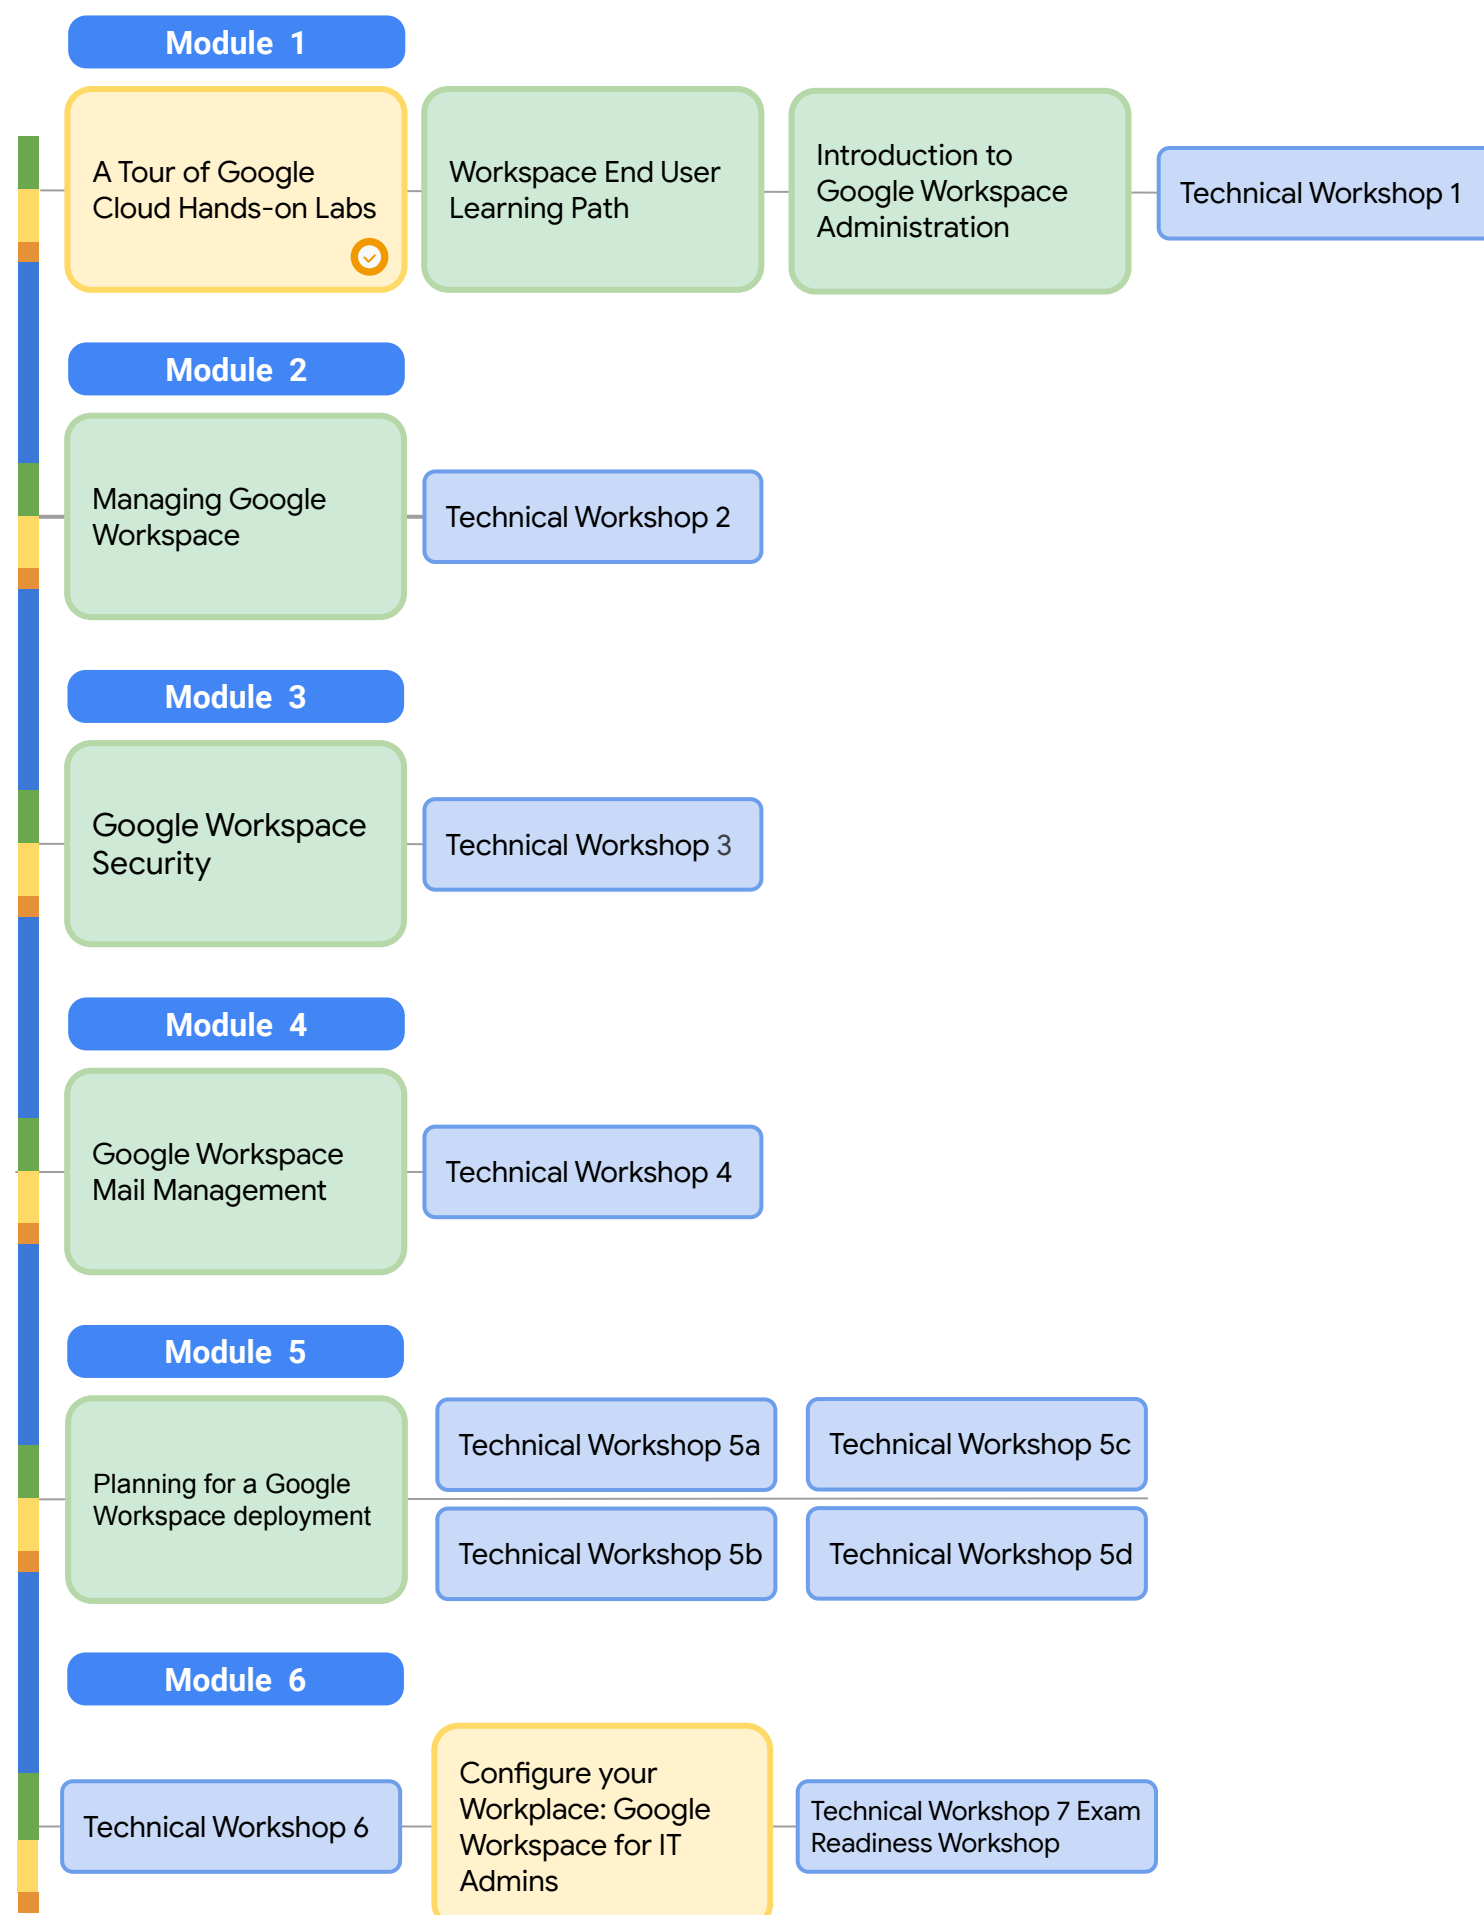 Module 1
A Tour of Google
Cloud Hands-on Labs
Workspace End User
Learning Path
Introduction to
Google Workspace
Administration
Technical Workshop 1
Module 2
Managing Google
Workspace
Technical Workshop 2
Module 3
Google Workspace
Security
Technical Workshop 3
Module 4
Google Workspace
Mail Management
Technical Workshop 4
Module 5
Planning for a Google
Workspace deployment
Technical Workshop 5a
Technical Workshop 5c
Technical Workshop 5b
Technical Workshop 5d
Module 6
Technical Workshop 6
Configure your
Workplace: Google
Workspace for IT
Admins
Technical Workshop 7 Exam
Readiness Workshop